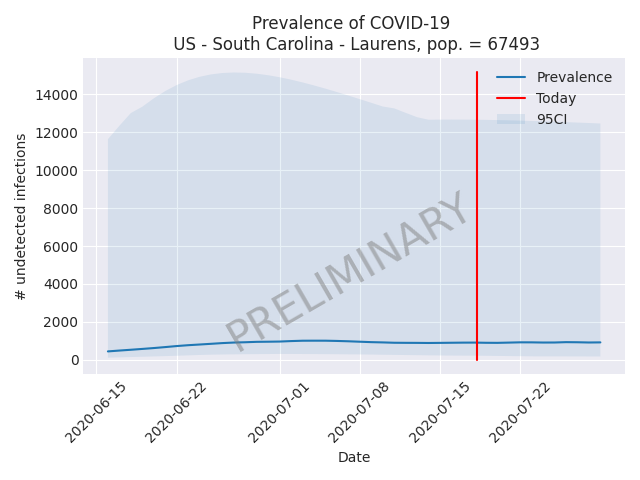 Prevalence of COVID-19
US - South Carolina - Laurens, pop. = 67493
Prevalence
Today
95CI
14000
12000
10000
8000
6000
4000
2000
0
# undetected infections
PRELIMINARY
2020-06-15
2020-06-22
2020-07-01
2020-07-08
2020-07-15
2020-07-22
Date